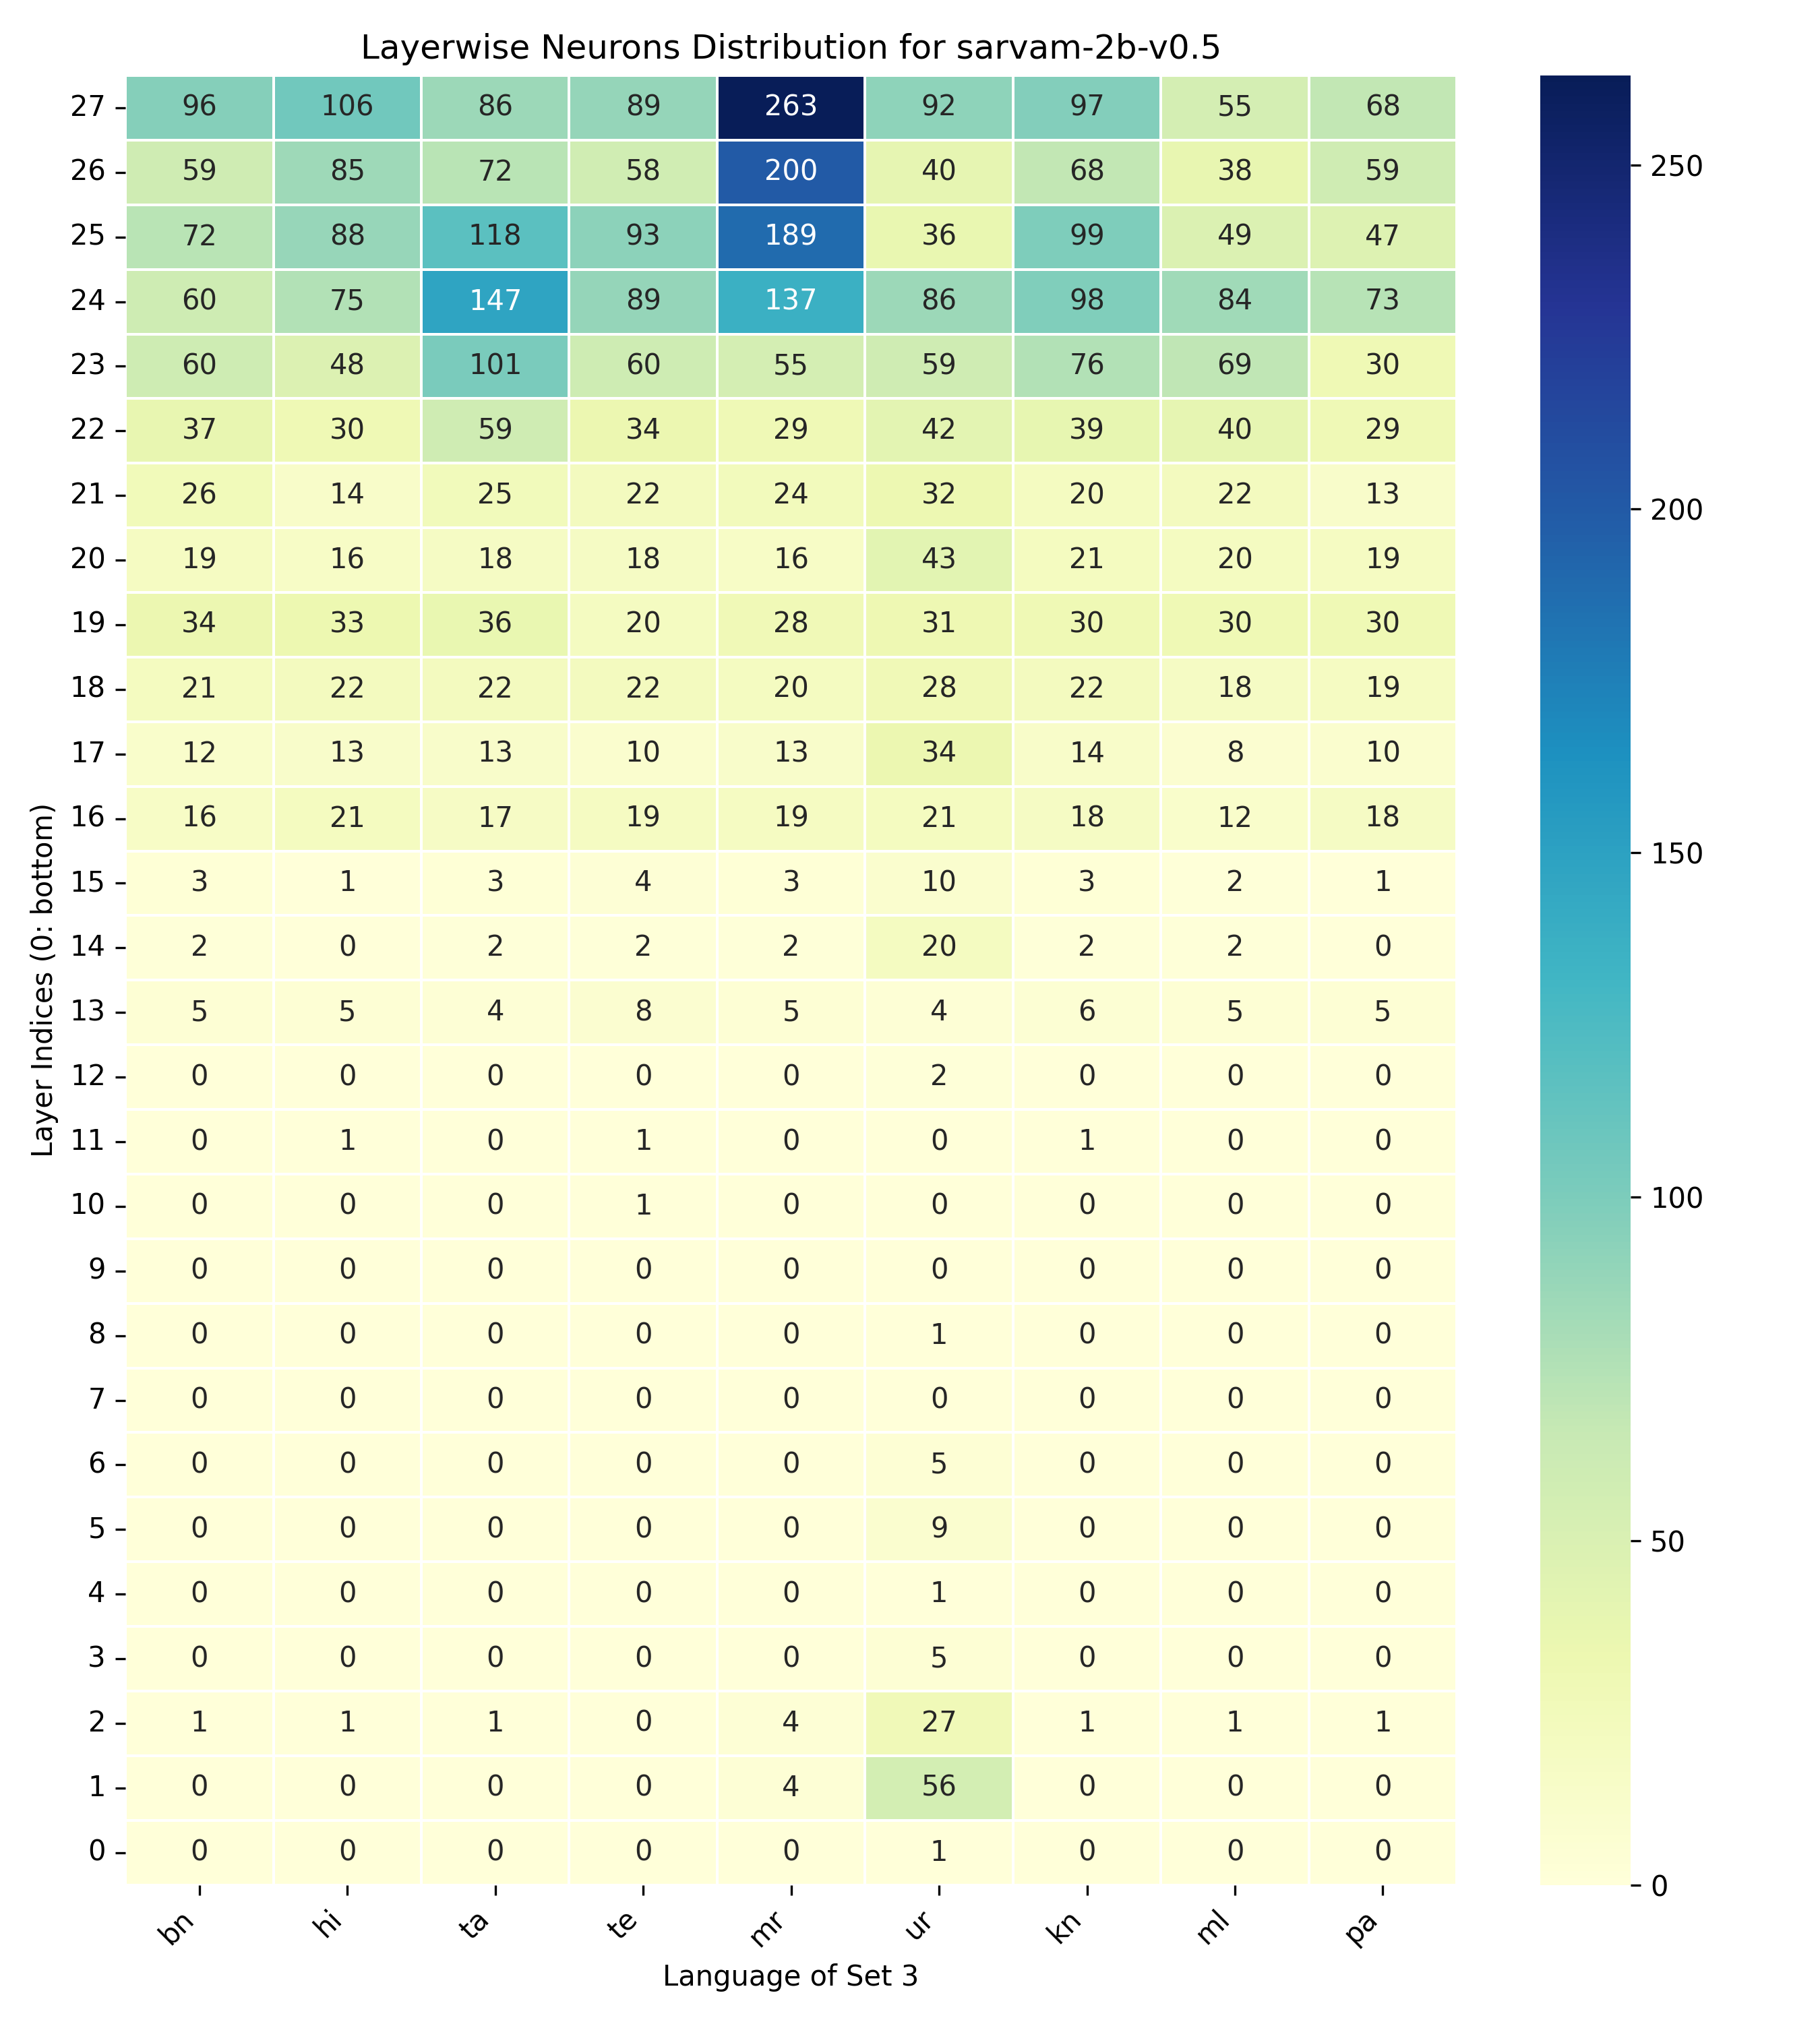 Layerwise Neurons Distribution for sarvam-2b-v0.5
27 96 106 86 89 263 92 97 55 68
26 59 85 72 58 200 40 68 38 59
25 72 88 118 93 189 36 99 49 47
24 60 75 147 89 137 86 98 84 73
23 60 48 101 60 55 59 76 69 30
22 37 30 59 34 29 42 39 40 29
21 26 14 25 22 24 32 20 22 13
20 19 16 18 18 16 43 21 20 19
19 34 33 36 20 28 31 30 30 30
18 21 22 22 22 20 28 22 18 19
17 12 13 13 10 13 34 14 8 10
16 16 21 17 19 19 21 18 12 18
15 3 1 3 4 3 10 3 2 1
14 2 0 2 2 2 20 2 2 0
13 5 5 4 8 5 4 6 5 5
12 0 0 0 0 0 2 0 0 0
11 0 1 0 1 0 0 1 0 0
10 0 0 0 1 0 0 0 0 0
9 0 0 0 0 0 0 0 0 0
8 0 0 0 0 0 1 0 0 0
7 0 0 0 0 0 0 0 0 0
6 0 0 0 0 0 5 0 0 0
5 0 0 0 0 0 9 0 0 0
4 0 0 0 0 0 1 0 0 0
3 0 0 0 0 0 5 0 0 0
2 1 1 1 0 4 27 1 1 1
1 0 0 0 0 4 56 0 0 0
0 0 0 0 0 0 1 0 0 0
bn hi ta te mr ur kn ml pa
Language of Set 3
Layer Indices (0: bottom)
250
200
150
100
50
0